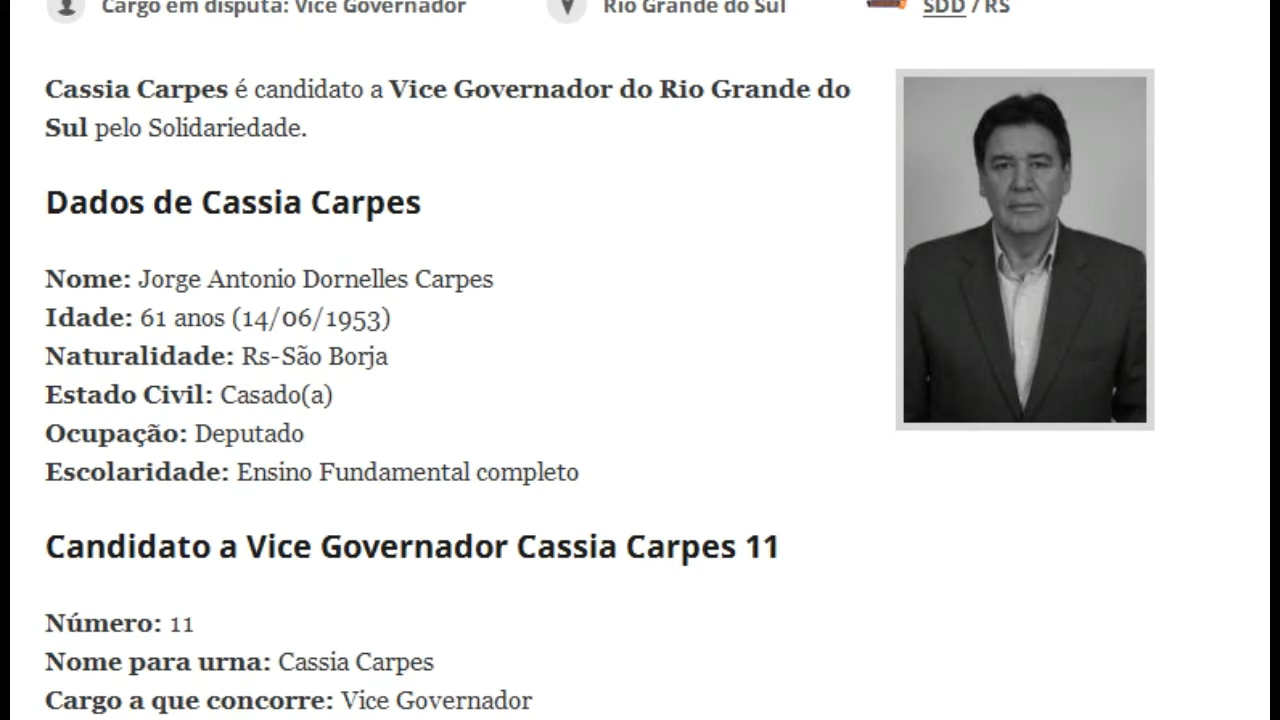 Cargo em disputa: Vice Governador
Rio Grande do Sul
SDD / RS
Cassia Carpes é candidato a Vice Governador do Rio Grande do
Sul pelo Solidariedade.
Dados de Cassia Carpes
Nome: Jorge Antonio Dornelles Carpes
Idade: 61 anos (14/06/1953)
Naturalidade: Rs-São Borja
Estado Civil: Casado(a)
Ocupação: Deputado
Escolaridade: Ensino Fundamental completo
Candidato a Vice Governador Cassia Carpes 11
Número: 11
Nome para urna: Cassia Carpes
Cargo a que concorre: Vice Governador